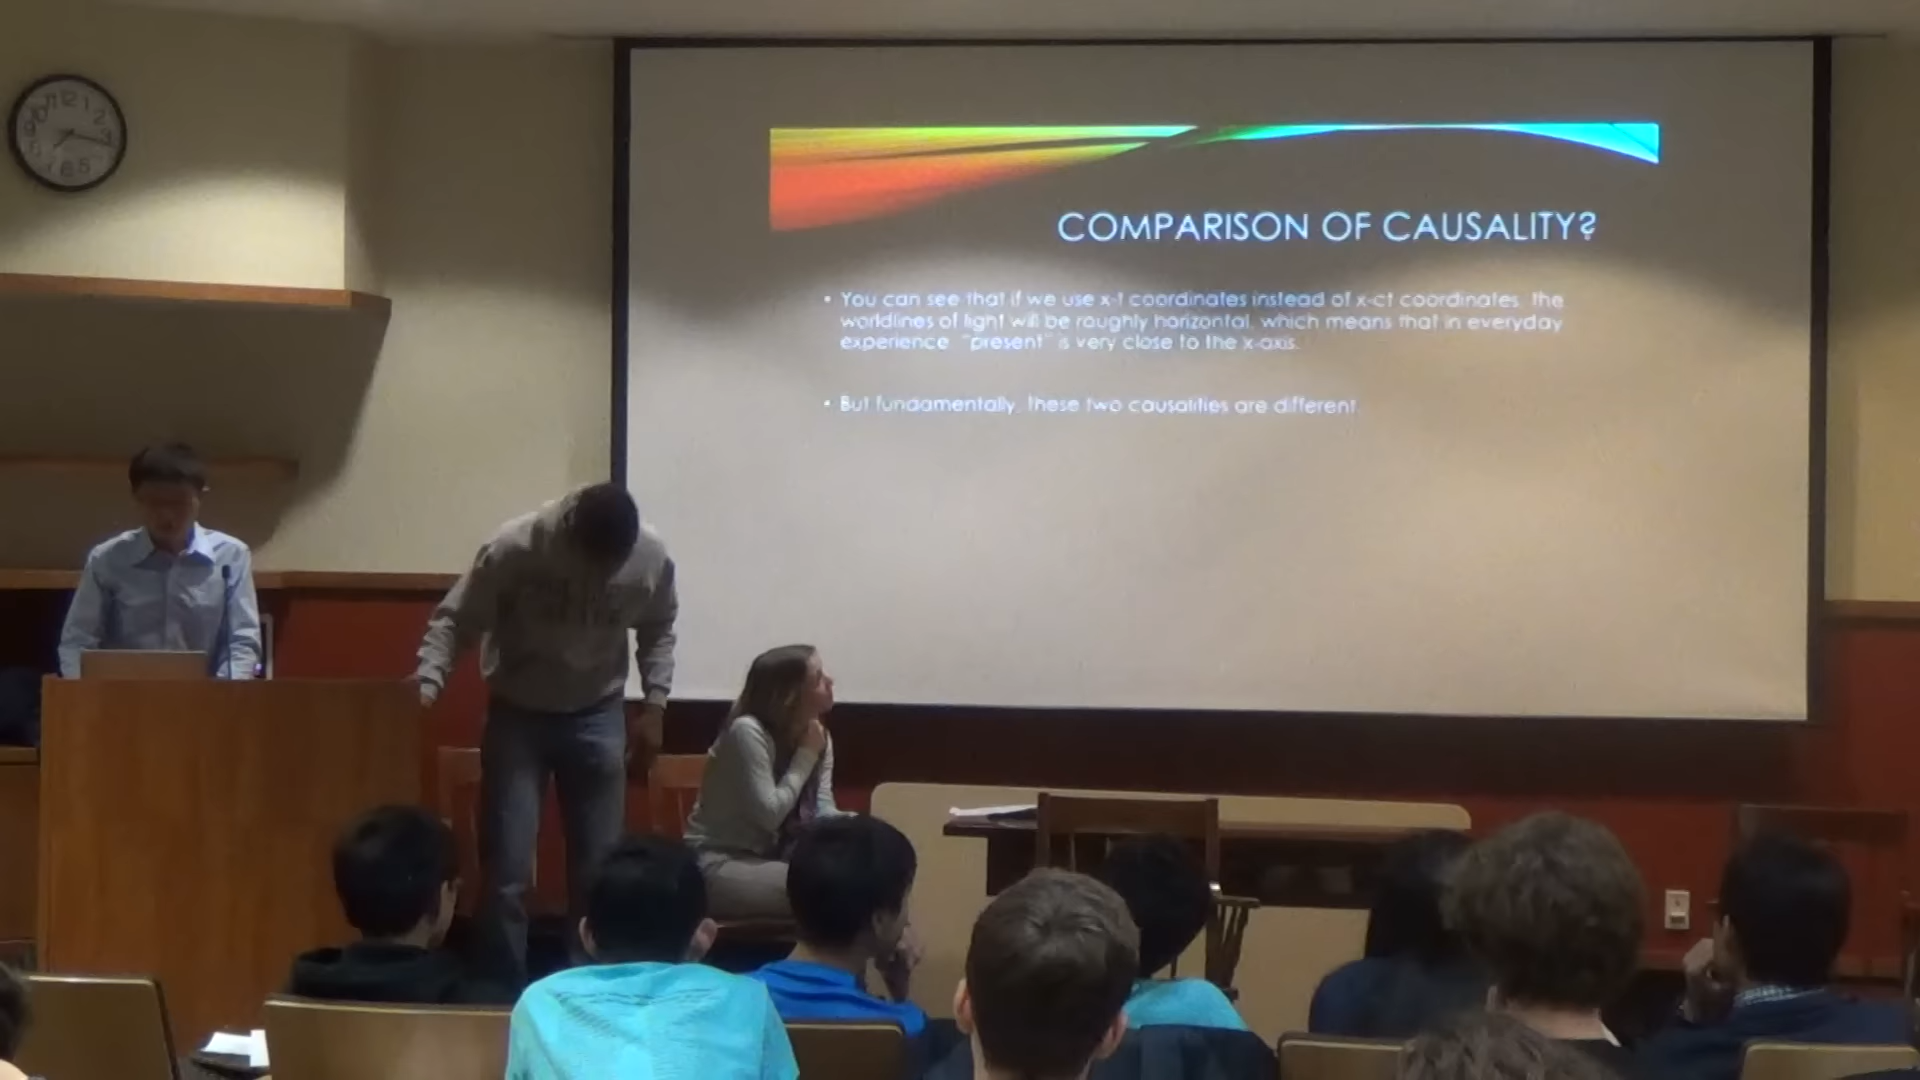 COMPARISON OF CAUSALITY?
• You can see that if we use x-t coordinates instead of x-ct coordinates, the
worldlines of light will be roughly horizontal, which means that in everyday
experience, "present" is very close to the x-axis.
• But fundamentally, these two causalities are different.